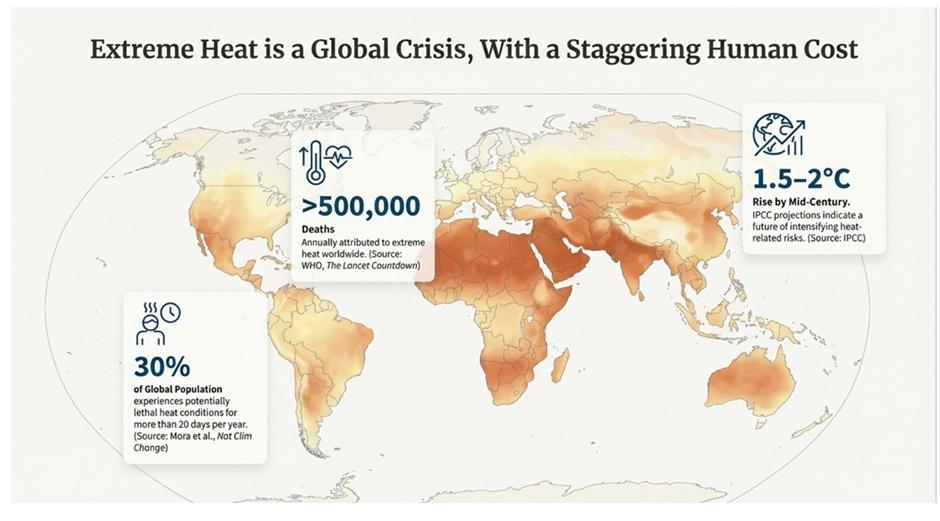 Extreme Heat is a Global Crisis, With a Staggering Human Cost
>500,000
Deaths
Annually attributed to extreme
heat worldwide. (Source:
WHO, The Lancet Countdown)
1.5–2°C
Rise by Mid-Century.
IPCC projections indicate a
future of intensifying heat-
related risks. (Source: IPCC)
30%
of Global Population
experiences potentially
lethal heat conditions for
more than 20 days per year.
(Source: Mora et al., Nat Clim
Change)